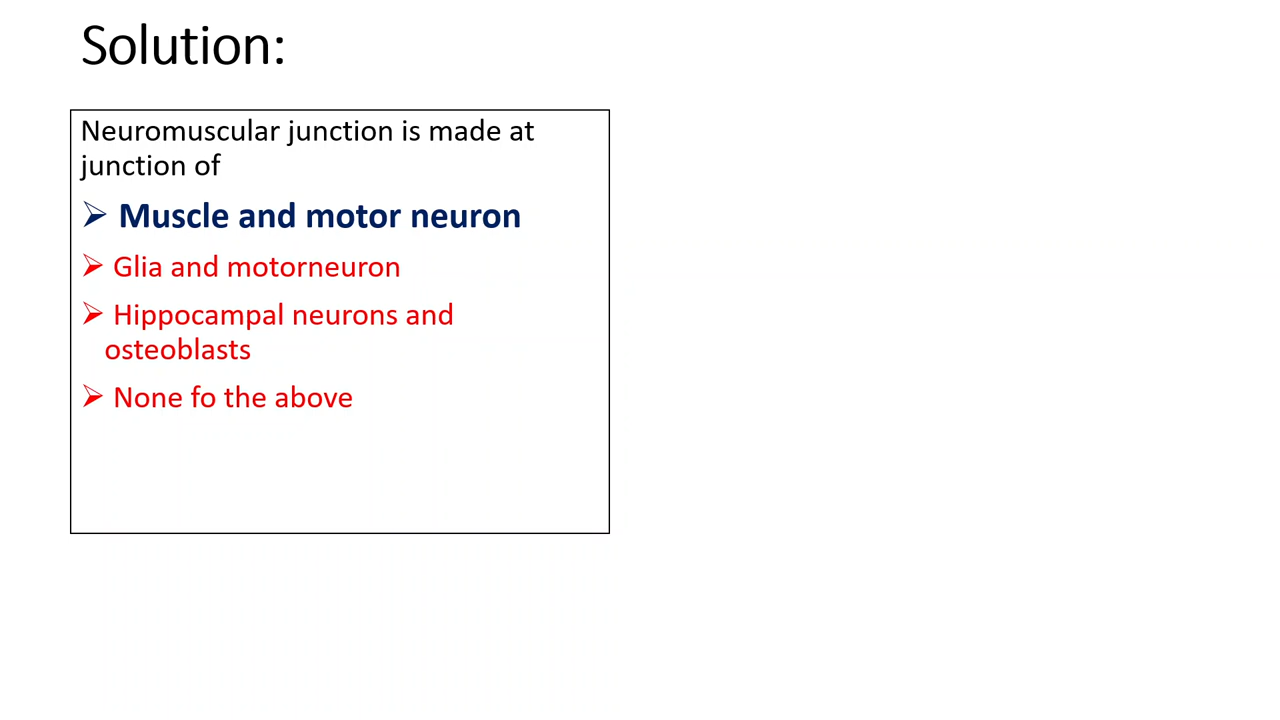 Solution:
Neuromuscular junction is made at
junction of
➢ Muscle and motor neuron
➢ Glia and motorneuron
➢ Hippocampal neurons and
osteoblasts
➢ None fo the above